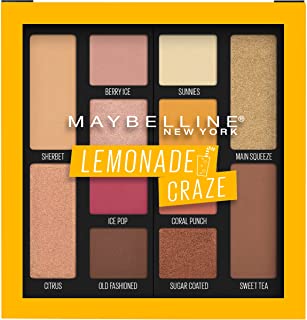 BERRY ICE
SUNNIES
MAYBELLINE®
NEW YORK
SHERBET
MAIN SQUEEZE
LEMONADE
CRAZE
ICE POP
CORAL PUNCH
CITRUS
OLD FASHIONED
SUGAR COATED
SWEET TEA